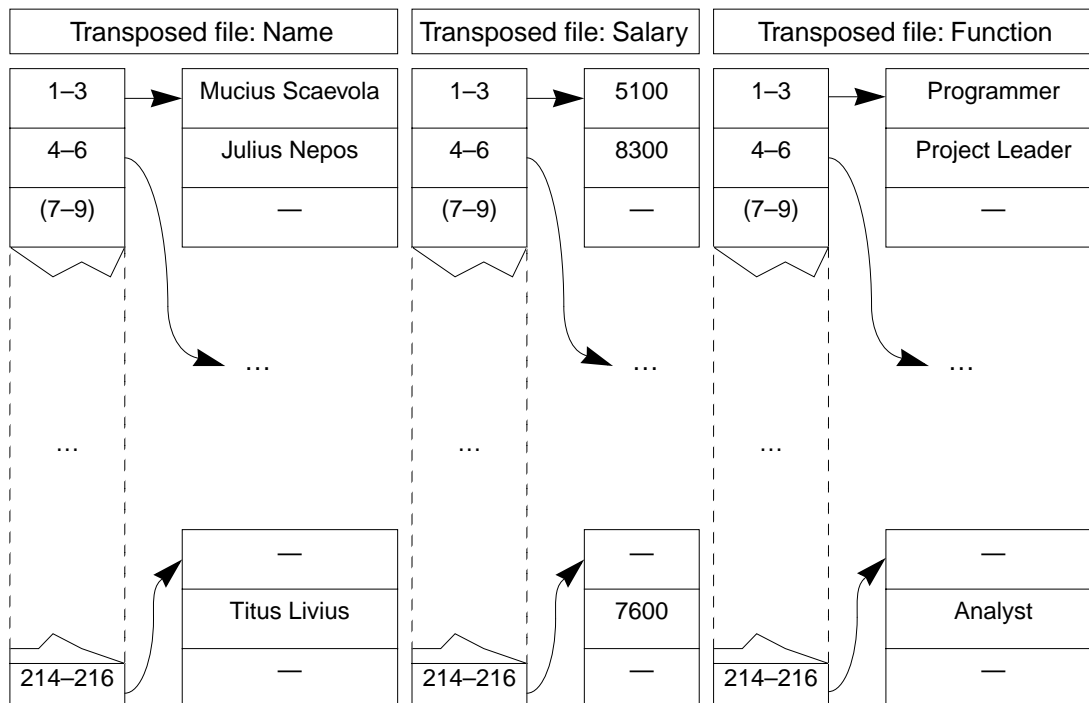 Transposed file: Name Transposed file: Salary Transposed file: Function
1–3 Mucius Scaevola 1–3 5100 1–3 Programmer
4–6 Julius Nepos 4–6 8300 4–6 Project Leader
(7–9) — (7–9) — (7–9) —
… … …
… … …
— — —
Titus Livius 7600 Analyst
214–216 — 214–216 — 214–216 —